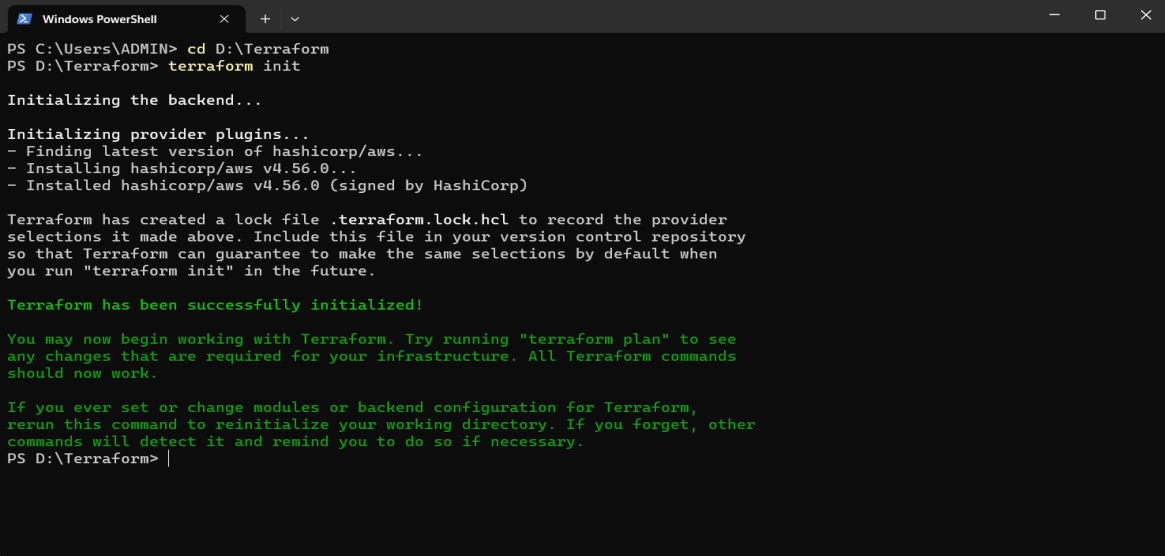 Windows PowerShell
PS C:\Users\ADMIN> cd D:\Terraform
PS D:\Terraform> terraform init
Initializing the backend...
Initializing provider plugins...
- Finding latest version of hashicorp/aws...
- Installing hashicorp/aws v4.56.0...
- Installed hashicorp/aws v4.56.0 (signed by HashiCorp)
Terraform has created a lock file .terraform.lock.hcl to record the provider
selections it made above. Include this file in your version control repository
so that Terraform can guarantee to make the same selections by default when
you run "terraform init" in the future.
Terraform has been successfully initialized!
You may now begin working with Terraform. Try running "terraform plan" to see
any changes that are required for your infrastructure. All Terraform commands
should now work.
If you ever set or change modules or backend configuration for Terraform,
rerun this command to reinitialize your working directory. If you forget, other
commands will detect it and remind you to do so if necessary.
PS D:\Terraform>